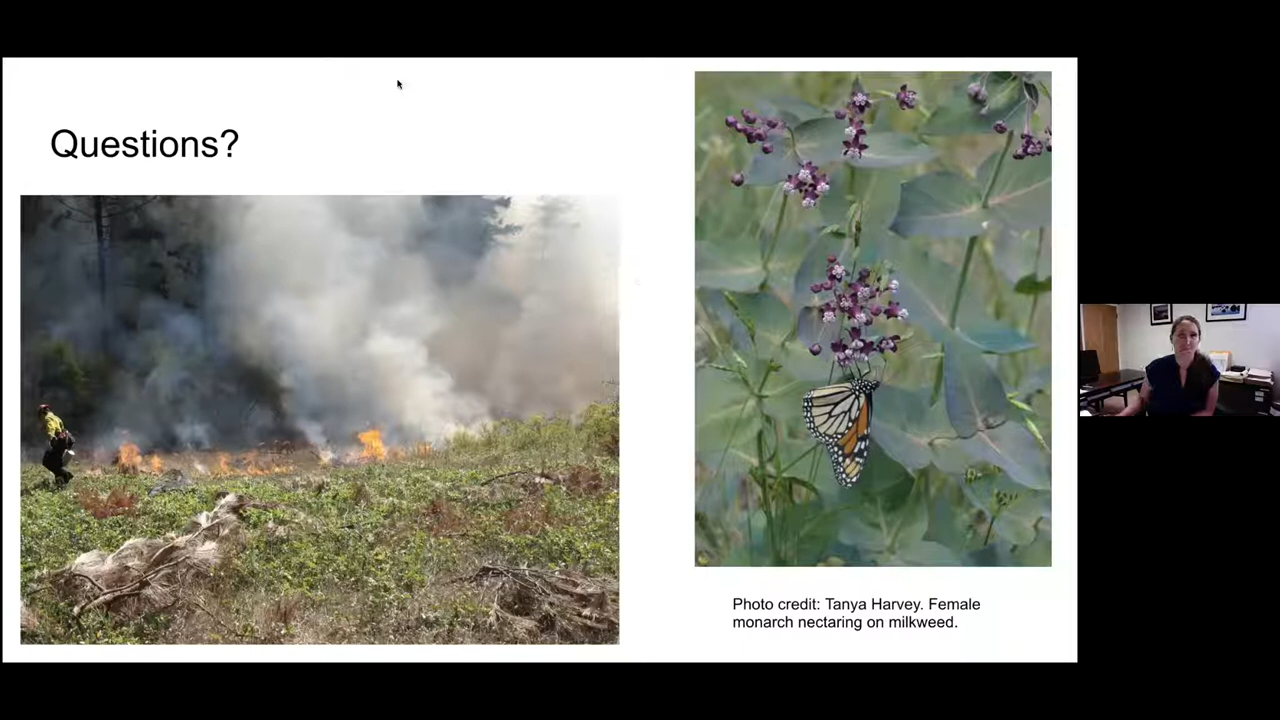 Questions?
Photo credit: Tanya Harvey. Female
monarch nectaring on milkweed.